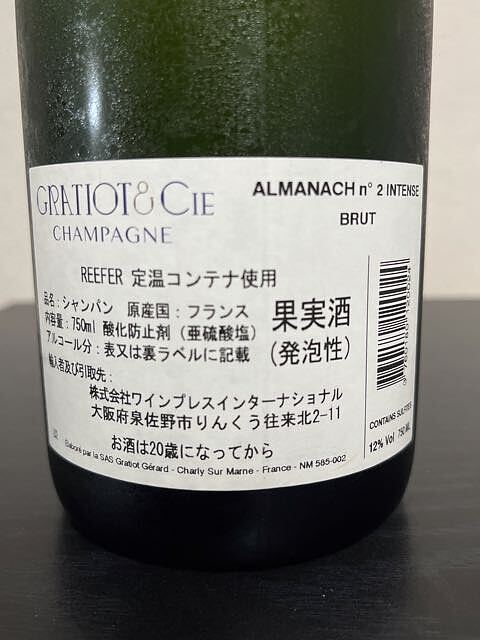 GRATIOT & CIE
CHAMPAGNE
ALMANACH n° 2 INTENSE
BRUT
REEFER 定温コンテナ使用
品名：シャンパン 原産国：フランス
内容量：750ml 酸化防止剤（亜硫酸塩）
アルコール分：表又は裏ラベルに記載
果実酒
(発泡性)
輸入者及び引取先：
株式会社ワインプレスインターナショナル
大阪府泉佐野市りんくう往来北2-11
お酒は20歳になってから
Elaboré par la SAS Gratiot Gérard - Charly Sur Marne - France - NM 585-002
CONTAINS SULFITES
12% Vol 750 ML